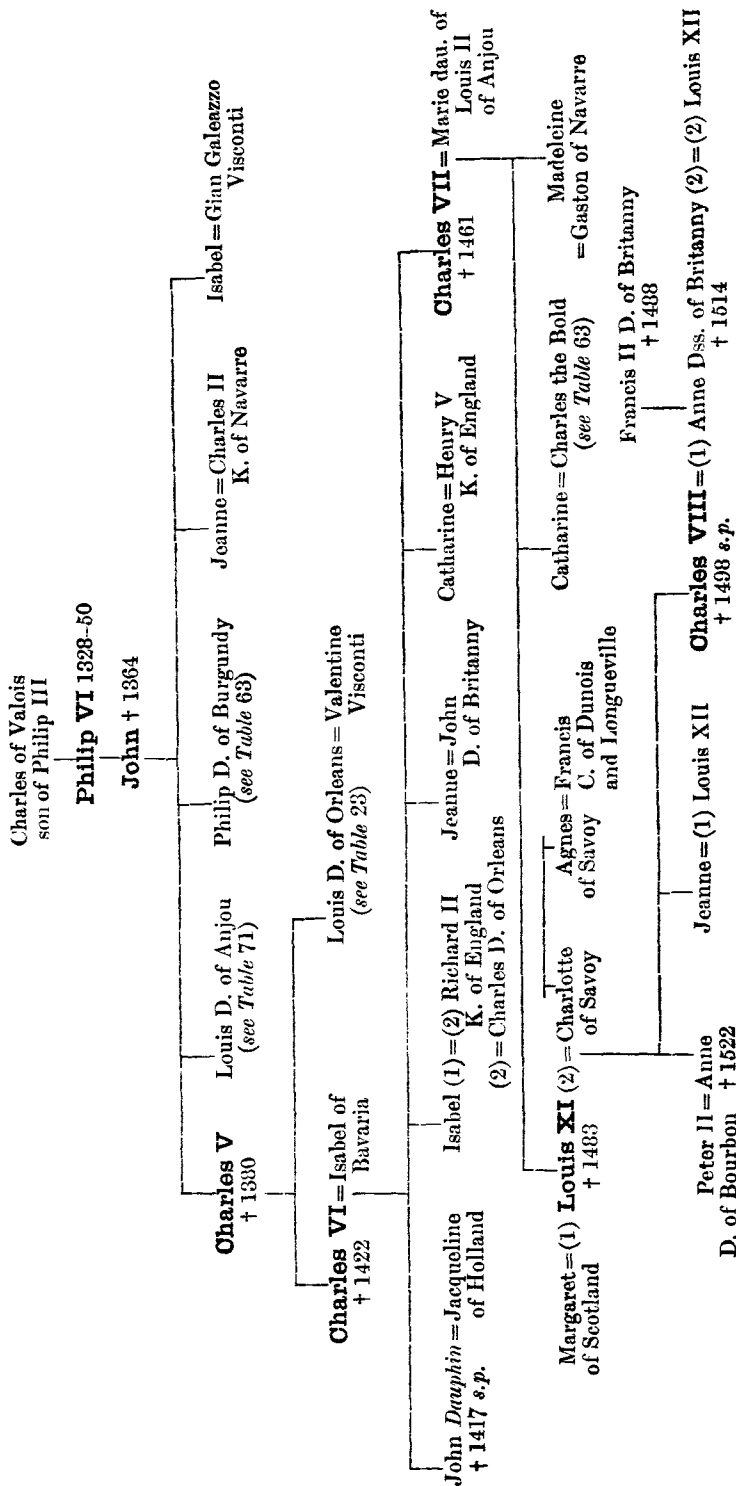 Charles of Valois
son of Philip III
Philip VI 1328–50
John † 1364
Charles V
† 1380
Louis D. of Anjou
(see Table 71)
Philip D. of Burgundy
(see Table 63)
Jeanne = Charles II
K. of Navarre
Isabel = Gian Galeazzo
Visconti
Charles VI = Isabel of
† 1422 Bavaria
Louis D. of Orleans = Valentine
(see Table 23) Visconti
John Dauphin = Jacqueline
† 1417 s.p. of Holland
Isabel (1) = (2) Richard II
K. of England
(2) = Charles D. of Orleans
Jeanne = John
D. of Britanny
Catharine = Henry V
K. of England
Charles VII = Marie dau. of
† 1461 Louis II
of Anjou
Margaret = (1) Louis XI (2) = Charlotte
of Scotland † 1483 of Savoy
Agnes = Francis
of Savoy C. of Dunois
and Longueville
Catharine = Charles the Bold
(see Table 63)
Madeleine
= Gaston of Navarre
Francis II D. of Britanny
† 1488
Peter II = Anne
D. of Bourbon † 1522
Jeanne = (1) Louis XII
Charles VIII = (1) Anne Dss. of Britanny (2) = (2) Louis XII
† 1498 s.p. † 1514